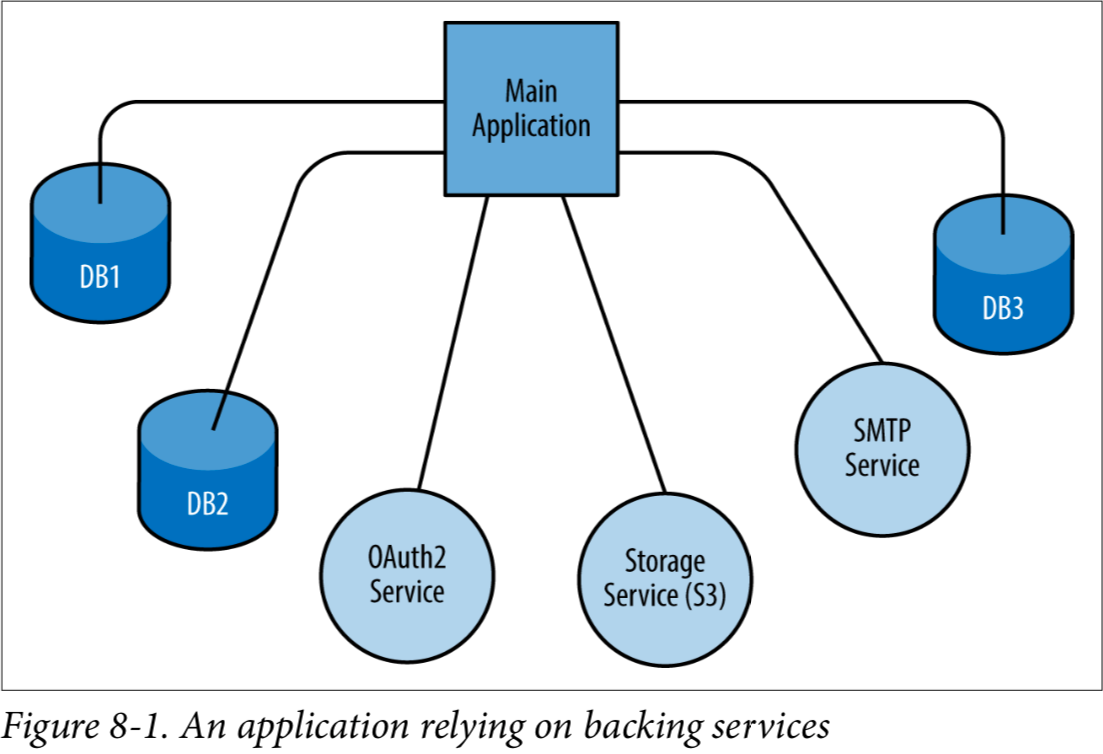 Main
Application
DB1
DB3
SMTP
Service
DB2
OAuth2
Service
Storage
Service (S3)
Figure 8-1. An application relying on backing services